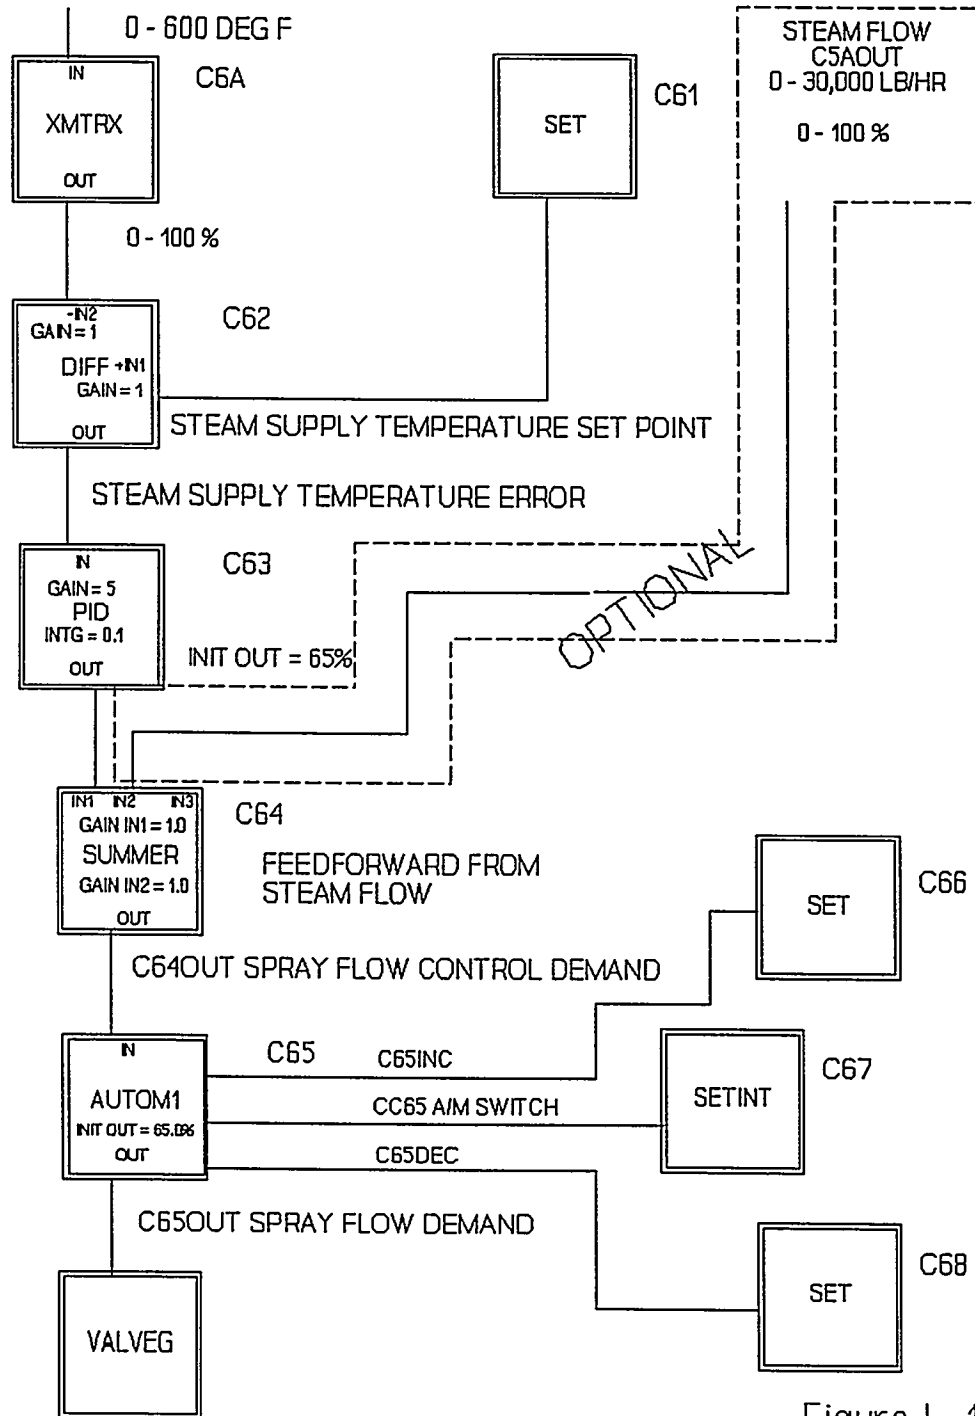 0 - 600 DEG F
STEAM FLOW
C5AOUT
0 - 30,000 LB/HR
0 - 100 %
IN
XMTRX
OUT
C6A
SET
C61
0 - 100 %
-IN2
GAIN = 1
DIFF +IN1
GAIN = 1
OUT
C62
STEAM SUPPLY TEMPERATURE SET POINT
STEAM SUPPLY TEMPERATURE ERROR
IN
GAIN = 5
PID
INTG = 0.1
OUT
C63
INIT OUT = 65%
OPTIONAL
IN1 IN2 IN3
GAIN IN1 = 1.0
SUMMER
GAIN IN2 = 1.0
OUT
C64
FEEDFORWARD FROM
STEAM FLOW
SET
C66
C64OUT SPRAY FLOW CONTROL DEMAND
IN
AUTOM1
INIT OUT = 65.0%
OUT
C65
C65INC
CC65 A/M SWITCH
C65DEC
SETINT
C67
C65OUT SPRAY FLOW DEMAND
SET
C68
VALVEG